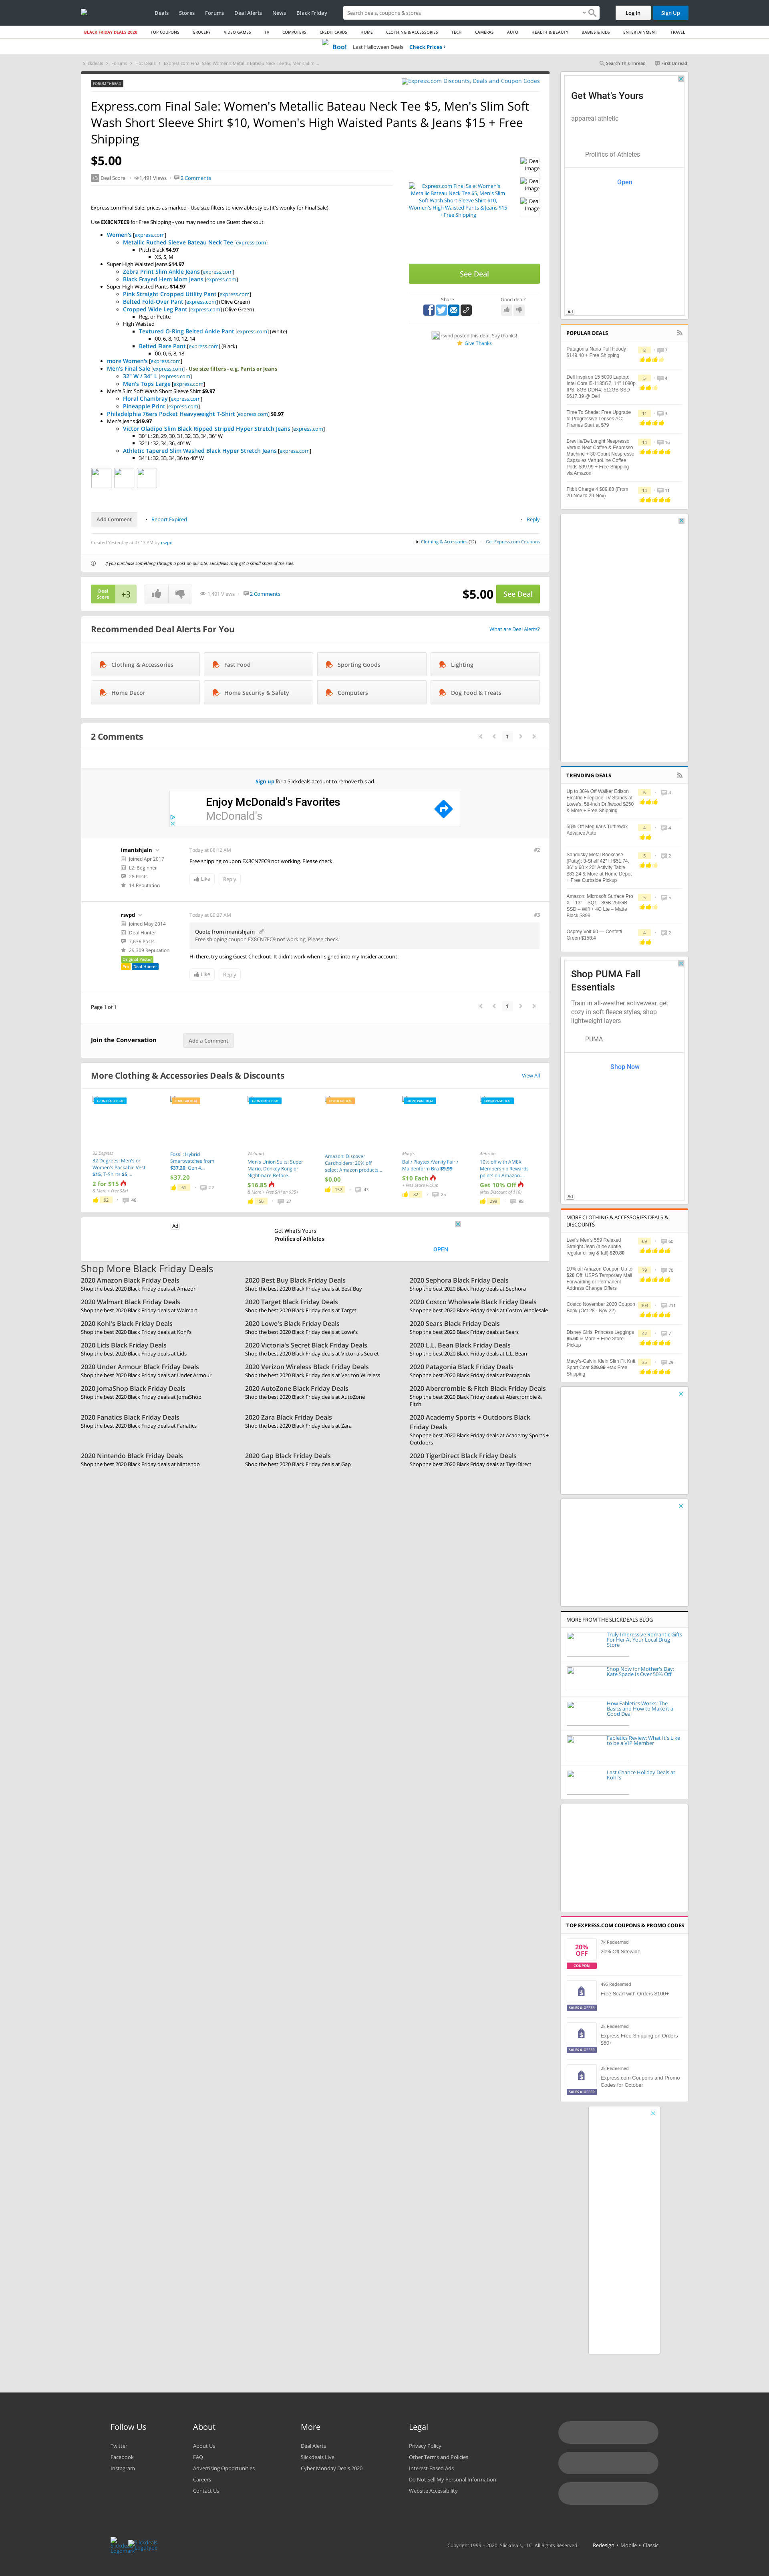 Deals
Stores
Forums
Deal Alerts
News
Black Friday
Search deals, coupons & stores
Log In
Sign Up
BLACK FRIDAY DEALS 2020
TOP COUPONS
GROCERY
VIDEO GAMES
TV
COMPUTERS
CREDIT CARDS
HOME
CLOTHING & ACCESSORIES
TECH
CAMERAS
AUTO
HEALTH & BEAUTY
BABIES & KIDS
ENTERTAINMENT
TRAVEL
Boo! Last Halloween Deals Check Prices ›
Slickdeals > Forums > Hot Deals > Express.com Final Sale: Women's Metallic Bateau Neck Tee $5, Men's Slim ...
Search This Thread
First Unread
FORUM THREAD
Express.com Discounts, Deals and Coupon Codes
Express.com Final Sale: Women's Metallic Bateau Neck Tee $5, Men's Slim Soft
Wash Short Sleeve Shirt $10, Women's High Waisted Pants & Jeans $15 + Free
Shipping
$5.00
+3 Deal Score
1,491 Views
2 Comments
Express.com Final Sale: prices as marked - Use size filters to view able styles (it's wonky for Final Sale)
Use EX8CN7EC9 for Free Shipping - you may need to use Guest checkout
Women's [express.com]
Metallic Ruched Sleeve Bateau Neck Tee [express.com]
Pitch Black $4.97
XS, S, M
Super High Waisted Jeans $14.97
Zebra Print Slim Ankle Jeans [express.com]
Black Frayed Hem Mom Jeans [express.com]
Super High Waisted Pants $14.97
Pink Straight Cropped Utility Pant [express.com]
Belted Fold-Over Pant [express.com] (Olive Green)
Cropped Wide Leg Pant [express.com] (Olive Green)
Reg. or Petite
High Waisted
Textured O-Ring Belted Ankle Pant [express.com] (White)
00, 6, 8, 10, 12, 14
Belted Flare Pant [express.com] (Black)
00, 0, 6, 8, 18
more Women's [express.com]
Men's Final Sale [express.com] - Use size filters - e.g. Pants or Jeans
32" W / 34" L [express.com]
Men's Tops Large [express.com]
Men's Slim Soft Wash Short Sleeve Shirt $9.97
Floral Chambray [express.com]
Pineapple Print [express.com]
Philadelphia 76ers Pocket Heavyweight T-Shirt [express.com] $9.97
Men's Jeans $19.97
Victor Oladipo Slim Black Ripped Striped Hyper Stretch Jeans [express.com]
30" L: 28, 29, 30, 31, 32, 33, 34, 36" W
32" L: 32, 34, 36, 40" W
Athletic Tapered Slim Washed Black Hyper Stretch Jeans [express.com]
34" L: 32, 33, 34, 36 to 40" W
Express.com Final Sale: Women's
Metallic Bateau Neck Tee $5, Men's Slim
Soft Wash Short Sleeve Shirt $10,
Women's High Waisted Pants & Jeans $15
+ Free Shipping
Deal Image
Deal Image
Deal Image
See Deal
Share
Good deal?
rsvpd posted this deal. Say thanks!
Give Thanks
Add Comment
Report Expired
Reply
Created Yesterday at 07:15 PM by rsvpd
in Clothing & Accessories (12)
Get Express.com Coupons
If you purchase something through a post on our site, Slickdeals may get a small share of the sale.
Deal Score +3
1,491 Views
2 Comments
$5.00
See Deal
Recommended Deal Alerts For You
What are Deal Alerts?
Clothing & Accessories
Fast Food
Sporting Goods
Lighting
Home Decor
Home Security & Safety
Computers
Dog Food & Treats
2 Comments
1
Sign up for a Slickdeals account to remove this ad.
Enjoy McDonald's Favorites
McDonald's
imanishjain
Joined Apr 2017
L2: Beginner
28 Posts
14 Reputation
Today at 08:12 AM
#2
Free shipping coupon EX8CN7EC9 not working. Please check.
Like
Reply
rsvpd
Joined May 2014
Deal Hunter
7,636 Posts
29,309 Reputation
Original Poster
Pro Deal Hunter
Today at 09:27 AM
#3
Quote from imanishjain
Free shipping coupon EX8CN7EC9 not working. Please check.
Hi there, try using Guest Checkout. It didn't work when I signed into my Insider account.
Like
Reply
Page 1 of 1
1
Join the Conversation
Add a Comment
More Clothing & Accessories Deals & Discounts
View All
FRONTPAGE DEAL
32 Degrees
32 Degrees: Men's or
Women's Packable Vest
$15, T-Shirts $5,...
2 for $15
& More + Free S&H
92
46
POPULAR DEAL
Fossil: Hybrid
Smartwatches from
$37.20, Gen 4...
$37.20
61
22
FRONTPAGE DEAL
Walmart
Men's Union Suits: Super
Mario, Donkey Kong or
Nightmare Before...
$16.85
& More + Free S/H on $35+
56
27
POPULAR DEAL
Amazon: Discover
Cardholders: 20% off
select Amazon products...
$0.00
152
43
FRONTPAGE DEAL
Macy's
Bali/ Playtex /Vanity Fair /
Maidenform Bra $9.99
$10 Each
+ Free Store Pickup
82
25
FRONTPAGE DEAL
Amazon
10% off with AMEX
Membership Rewards
points on Amazon....
Get 10% Off
(Max Discount of $10)
299
98
Ad
Get What's Yours
Prolifics of Athletes
OPEN
Shop More Black Friday Deals
2020 Amazon Black Friday Deals
Shop the best 2020 Black Friday deals at Amazon
2020 Best Buy Black Friday Deals
Shop the best 2020 Black Friday deals at Best Buy
2020 Sephora Black Friday Deals
Shop the best 2020 Black Friday deals at Sephora
2020 Walmart Black Friday Deals
Shop the best 2020 Black Friday deals at Walmart
2020 Target Black Friday Deals
Shop the best 2020 Black Friday deals at Target
2020 Costco Wholesale Black Friday Deals
Shop the best 2020 Black Friday deals at Costco Wholesale
2020 Kohl's Black Friday Deals
Shop the best 2020 Black Friday deals at Kohl's
2020 Lowe's Black Friday Deals
Shop the best 2020 Black Friday deals at Lowe's
2020 Sears Black Friday Deals
Shop the best 2020 Black Friday deals at Sears
2020 Lids Black Friday Deals
Shop the best 2020 Black Friday deals at Lids
2020 Victoria's Secret Black Friday Deals
Shop the best 2020 Black Friday deals at Victoria's Secret
2020 L.L. Bean Black Friday Deals
Shop the best 2020 Black Friday deals at L.L. Bean
2020 Under Armour Black Friday Deals
Shop the best 2020 Black Friday deals at Under Armour
2020 Verizon Wireless Black Friday Deals
Shop the best 2020 Black Friday deals at Verizon Wireless
2020 Patagonia Black Friday Deals
Shop the best 2020 Black Friday deals at Patagonia
2020 JomaShop Black Friday Deals
Shop the best 2020 Black Friday deals at JomaShop
2020 AutoZone Black Friday Deals
Shop the best 2020 Black Friday deals at AutoZone
2020 Abercrombie & Fitch Black Friday Deals
Shop the best 2020 Black Friday deals at Abercrombie &
Fitch
2020 Fanatics Black Friday Deals
Shop the best 2020 Black Friday deals at Fanatics
2020 Zara Black Friday Deals
Shop the best 2020 Black Friday deals at Zara
2020 Academy Sports + Outdoors Black
Friday Deals
Shop the best 2020 Black Friday deals at Academy Sports +
Outdoors
2020 Nintendo Black Friday Deals
Shop the best 2020 Black Friday deals at Nintendo
2020 Gap Black Friday Deals
Shop the best 2020 Black Friday deals at Gap
2020 TigerDirect Black Friday Deals
Shop the best 2020 Black Friday deals at TigerDirect
Get What's Yours
apparel athletic
Prolifics of Athletes
Open
Ad
POPULAR DEALS
Patagonia Nano Puff Hoody
$149.40 + Free Shipping
7
Dell Inspiron 15 5000 Laptop:
Intel Core i5-1135G7, 14" 1080p
IPS, 8GB DDR4, 512GB SSD
$617.39 @ Dell
5
4
Time To Shade: Free Upgrade
to Progressive Lenses AC:
Frames Start at $79
11
3
Breville/De'Longhi Nespresso
Vertuo Next Coffee & Espresso
Machine + 30-Count Nespresso
Capsules VertuoLine Coffee
Pods $99.99 + Free Shipping
via Amazon
16
Fitbit Charge 4 $89.88 (From
20-Nov to 29-Nov)
11
TRENDING DEALS
Up to 30% Off Walker Edison
Electric Fireplace TV Stands at
Lowe's: 58-Inch Driftwood $250
& More + Free Shipping
6
4
50% Off Meguiar's Turtlewax
Advance Auto
4
4
Sandusky Metal Bookcase
(Putty): 3-Shelf 42" H $51.74,
36" x 60 x 20" Activity Table
$83.24 & More at Home Depot
+ Free Curbside Pickup
5
2
Amazon: Microsoft Surface Pro
X – 13" – SQ1 - 8GB 256GB
SSD – Wifi + 4G Lte – Matte
Black $899
5
5
Osprey Volt 60 — Confetti
Green $158.4
4
2
Shop PUMA Fall
Essentials
Train in all-weather activewear, get
cozy in soft fleece styles, shop
lightweight layers
PUMA
Shop Now
Ad
MORE CLOTHING & ACCESSORIES DEALS &
DISCOUNTS
Levi's Men's 559 Relaxed
Straight Jean (aloe subtle,
regular or big & tall) $20.80
69
60
10% off Amazon Coupon Up to
$20 Off! USPS Temporary Mail
Forwarding or Permanent
Address Change Offers
79
70
Costco November 2020 Coupon
Book (Oct 28 - Nov 22)
303
211
Disney Girls' Princess Leggings
$5.60 & More + Free Store
Pickup
42
7
Macy's-Calvin Klein Slim Fit Knit
Sport Coat $29.99 +tax Free
Shipping
35
29
MORE FROM THE SLICKDEALS BLOG
Truly Impressive Romantic Gifts
For Her At Your Local Drug
Store
Shop Now for Mother's Day:
Kate Spade Is Over 50% Off
How Fabletics Works: The
Basics and How to Make It a
Good Deal
Fabletics Review: What It's Like
to be a VIP Member
Last Chance Holiday Deals at
Kohl's
TOP EXPRESS.COM COUPONS & PROMO CODES
20%
OFF
COUPON
7k Redeemed
20% Off Sitewide
SALES & OFFER
495 Redeemed
Free Scarf with Orders $100+
SALES & OFFER
2k Redeemed
Express Free Shipping on Orders
$50+
SALES & OFFER
2k Redeemed
Express.com Coupons and Promo
Codes for October
Follow Us
Twitter
Facebook
Instagram
About
About Us
FAQ
Advertising Opportunities
Careers
Contact Us
More
Deal Alerts
Slickdeals Live
Cyber Monday Deals 2020
Legal
Privacy Policy
Other Terms and Policies
Interest-Based Ads
Do Not Sell My Personal Information
Website Accessibility
Slickdeals Logomark
Slickdeals Logotype
Copyright 1999 – 2020. Slickdeals, LLC. All Rights Reserved.
Redesign • Mobile • Classic